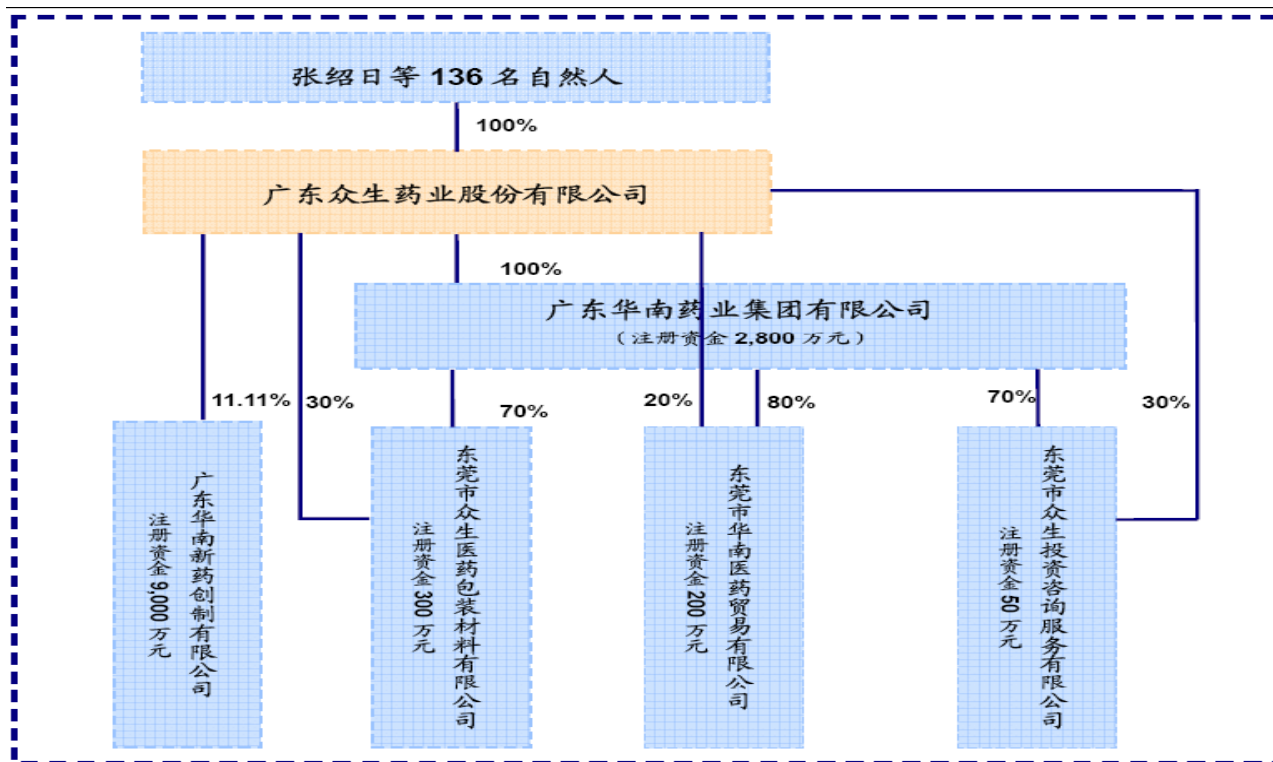 张绍日等 136 名自然人
100%
广东众生药业股份有限公司
100%
广东华南药业集团有限公司
（注册资金 2,800 万元）
11.11%
30%
70%
20%
80%
70%
30%
广东华南新药创制有限公司
注册资金 9,000 万元
东莞市众生医药包装材料有限公司
注册资金 300 万元
东莞市华南医药贸易有限公司
注册资金 200 万元
东莞市众生投资咨询服务有限公司
注册资金 50 万元